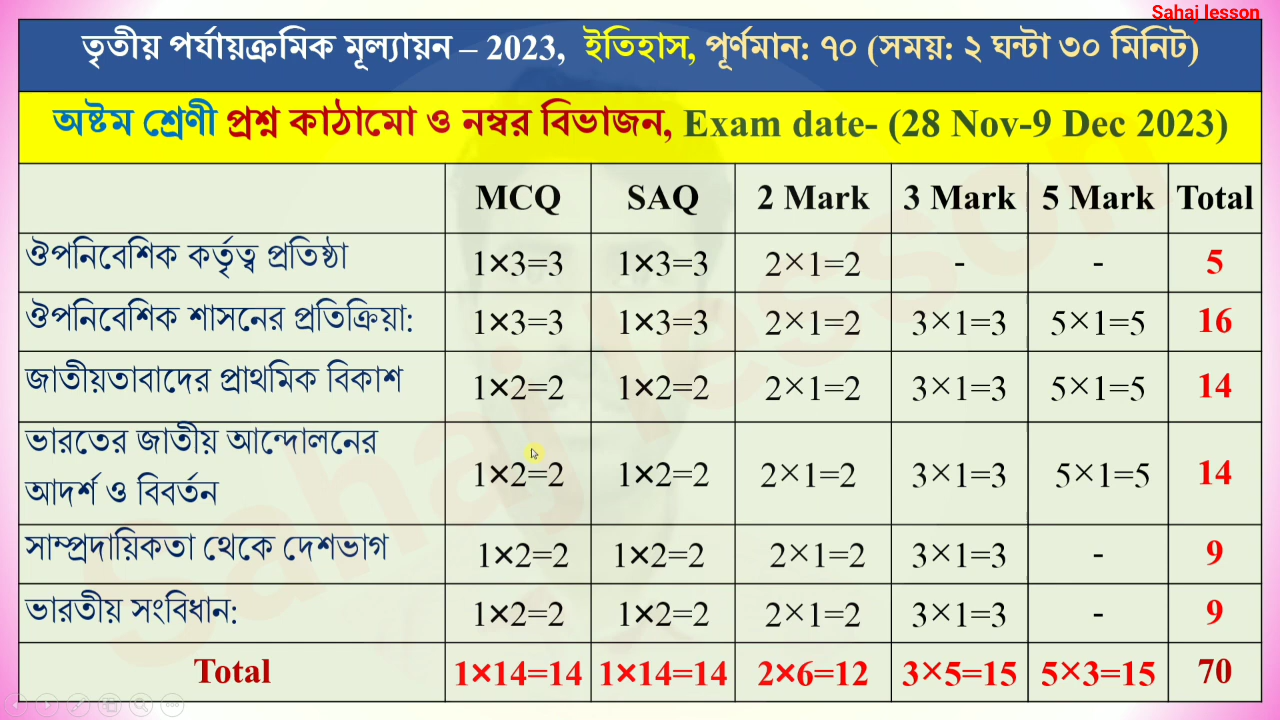 Sahaj lesson
তৃতীয় পর্যায়ক্রমিক মূল্যায়ন – 2023, ইতিহাস, পূর্ণমান: ৭০ (সময়: ২ ঘন্টা ৩০ মিনিট)
অষ্টম শ্রেণী প্রশ্ন কাঠামো ও নম্বর বিভাজন, Exam date- (28 Nov-9 Dec 2023)
MCQ SAQ 2 Mark 3 Mark 5 Mark Total
ঔপনিবেশিক কর্তৃত্ব প্রতিষ্ঠা 1×3=3 1×3=3 2×1=2 - - 5
ঔপনিবেশিক শাসনের প্রতিক্রিয়া: 1×3=3 1×3=3 2×1=2 3×1=3 5×1=5 16
জাতীয়তাবাদের প্রাথমিক বিকাশ 1×2=2 1×2=2 2×1=2 3×1=3 5×1=5 14
ভারতের জাতীয় আন্দোলনের
আদর্শ ও বিবর্তন 1×2=2 1×2=2 2×1=2 3×1=3 5×1=5 14
সাম্প্রদায়িকতা থেকে দেশভাগ 1×2=2 1×2=2 2×1=2 3×1=3 - 9
ভারতীয় সংবিধান: 1×2=2 1×2=2 2×1=2 3×1=3 - 9
Total 1×14=14 1×14=14 2×6=12 3×5=15 5×3=15 70
Sahaj lesson